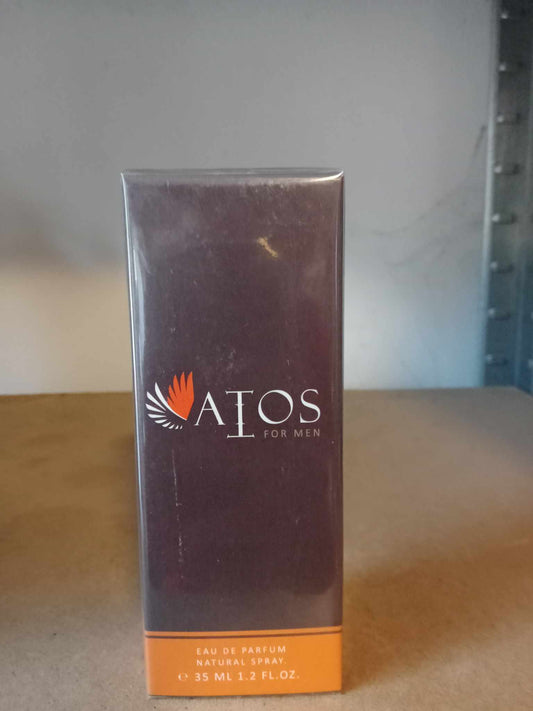 ATOS
FOR MEN
EAU DE PARFUM
NATURAL SPRAY.
℮ 35 ML 1.2 FL.OZ.